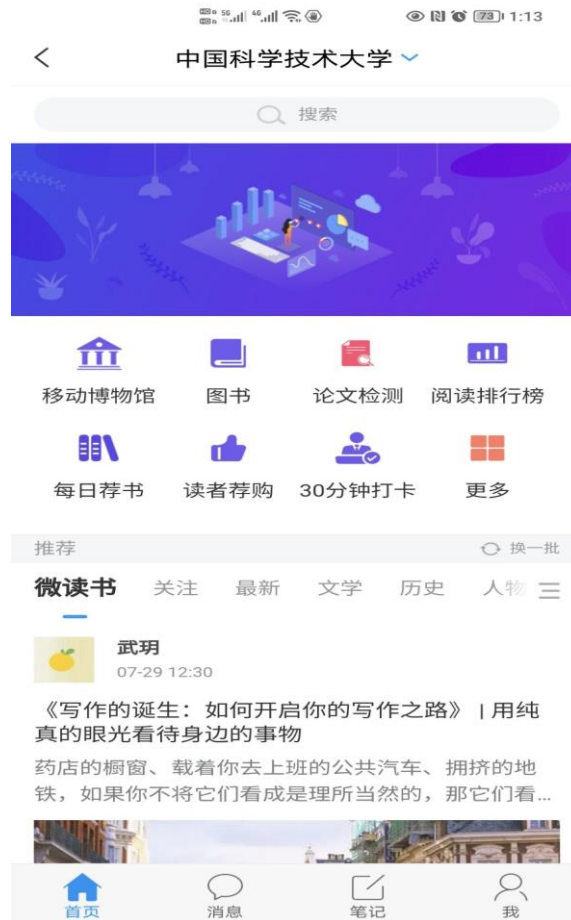 73 1:13
中国科学技术大学
搜索
移动博物馆 图书 论文检测 阅读排行榜
每日荐书 读者荐购 30分钟打卡 更多
推荐 换一批
微读书 关注 最新 文学 历史 人物
武玥
07-29 12:30
《写作的诞生：如何开启你的写作之路》 | 用纯
真的眼光看待身边的事物
药店的橱窗、载着你去上班的公共汽车、拥挤的地
铁，如果你不将它们看成是理所当然的，那它们看...
首页 消息 笔记 我